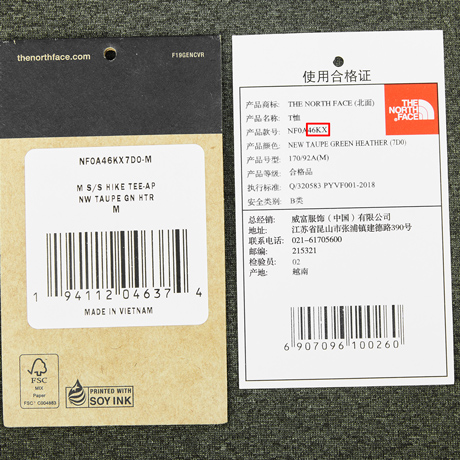 thenorthface.com
F19GENCVR
NF0A46KX7D0-M
M S/S HIKE TEE-AP
NW TAUPE GN HTR
M
1 94112 04637 4
MADE IN VIETNAM
FSC
MIX
Paper
FSC® C004883
PRINTED WITH
SOY INK
使用合格证
产品商标: THE NORTH FACE (北面)
产品名称: T恤
产品款号: NF0A46KX
产品颜色: NEW TAUPE GREEN HEATHER (7D0)
产品号型: 170/92A(M)
产品等级: 合格品
执行标准: Q/320583 PYVF001-2018
安全类别: B类
THE
NORTH
FACE
总经销: 威富服饰（中国）有限公司
地址: 江苏省昆山市张浦镇建德路390号
联系电话: 021-61705600
邮编: 215321
检验员: 02
产地: 越南
6 907096 100260